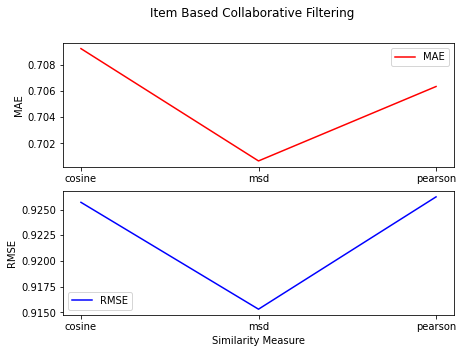 Item Based Collaborative Filtering
MAE
0.708
0.706
0.704
0.702
MAE
cosine
msd
pearson
0.9250
0.9225
0.9200
0.9175
0.9150
RMSE
RMSE
cosine
msd
pearson
Similarity Measure